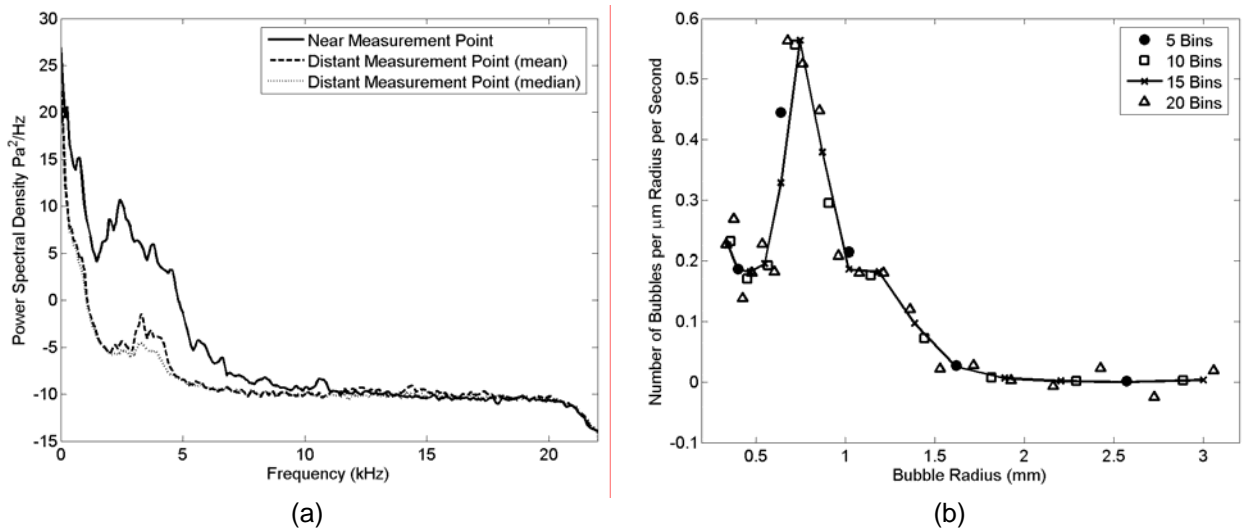 30
25
20
15
10
5
0
-5
-10
-15
0
5
10
15
20
Power Spectral Density Pa²/Hz
Frequency (kHz)
Near Measurement Point
Distant Measurement Point (mean)
Distant Measurement Point (median)
(a)
0.6
0.5
0.4
0.3
0.2
0.1
0
-0.1
0.5
1
1.5
2
2.5
3
Number of Bubbles per µm Radius per Second
Bubble Radius (mm)
5 Bins
10 Bins
15 Bins
20 Bins
(b)